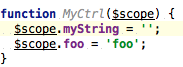 function MyCtrl($scope) {
  $scope.myString = '';
  $scope.foo = 'foo';
}